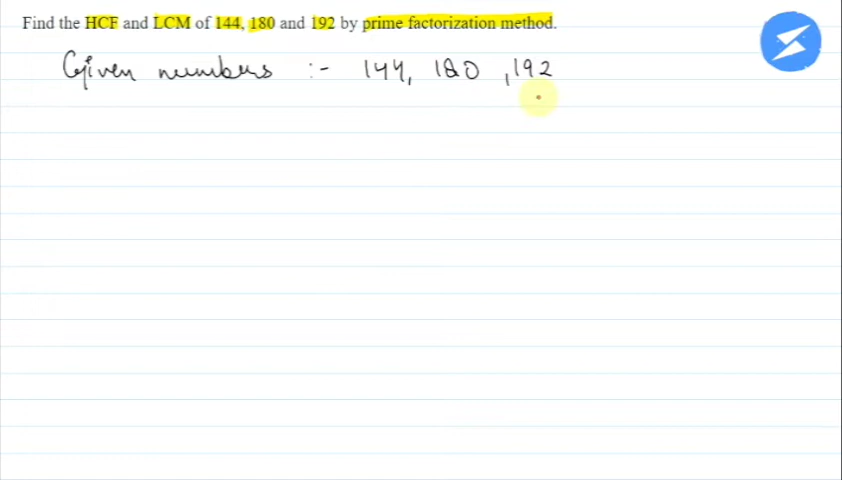 Find the HCF and LCM of 144, 180 and 192 by prime factorization method.
Given numbers :- 144, 180 , 192